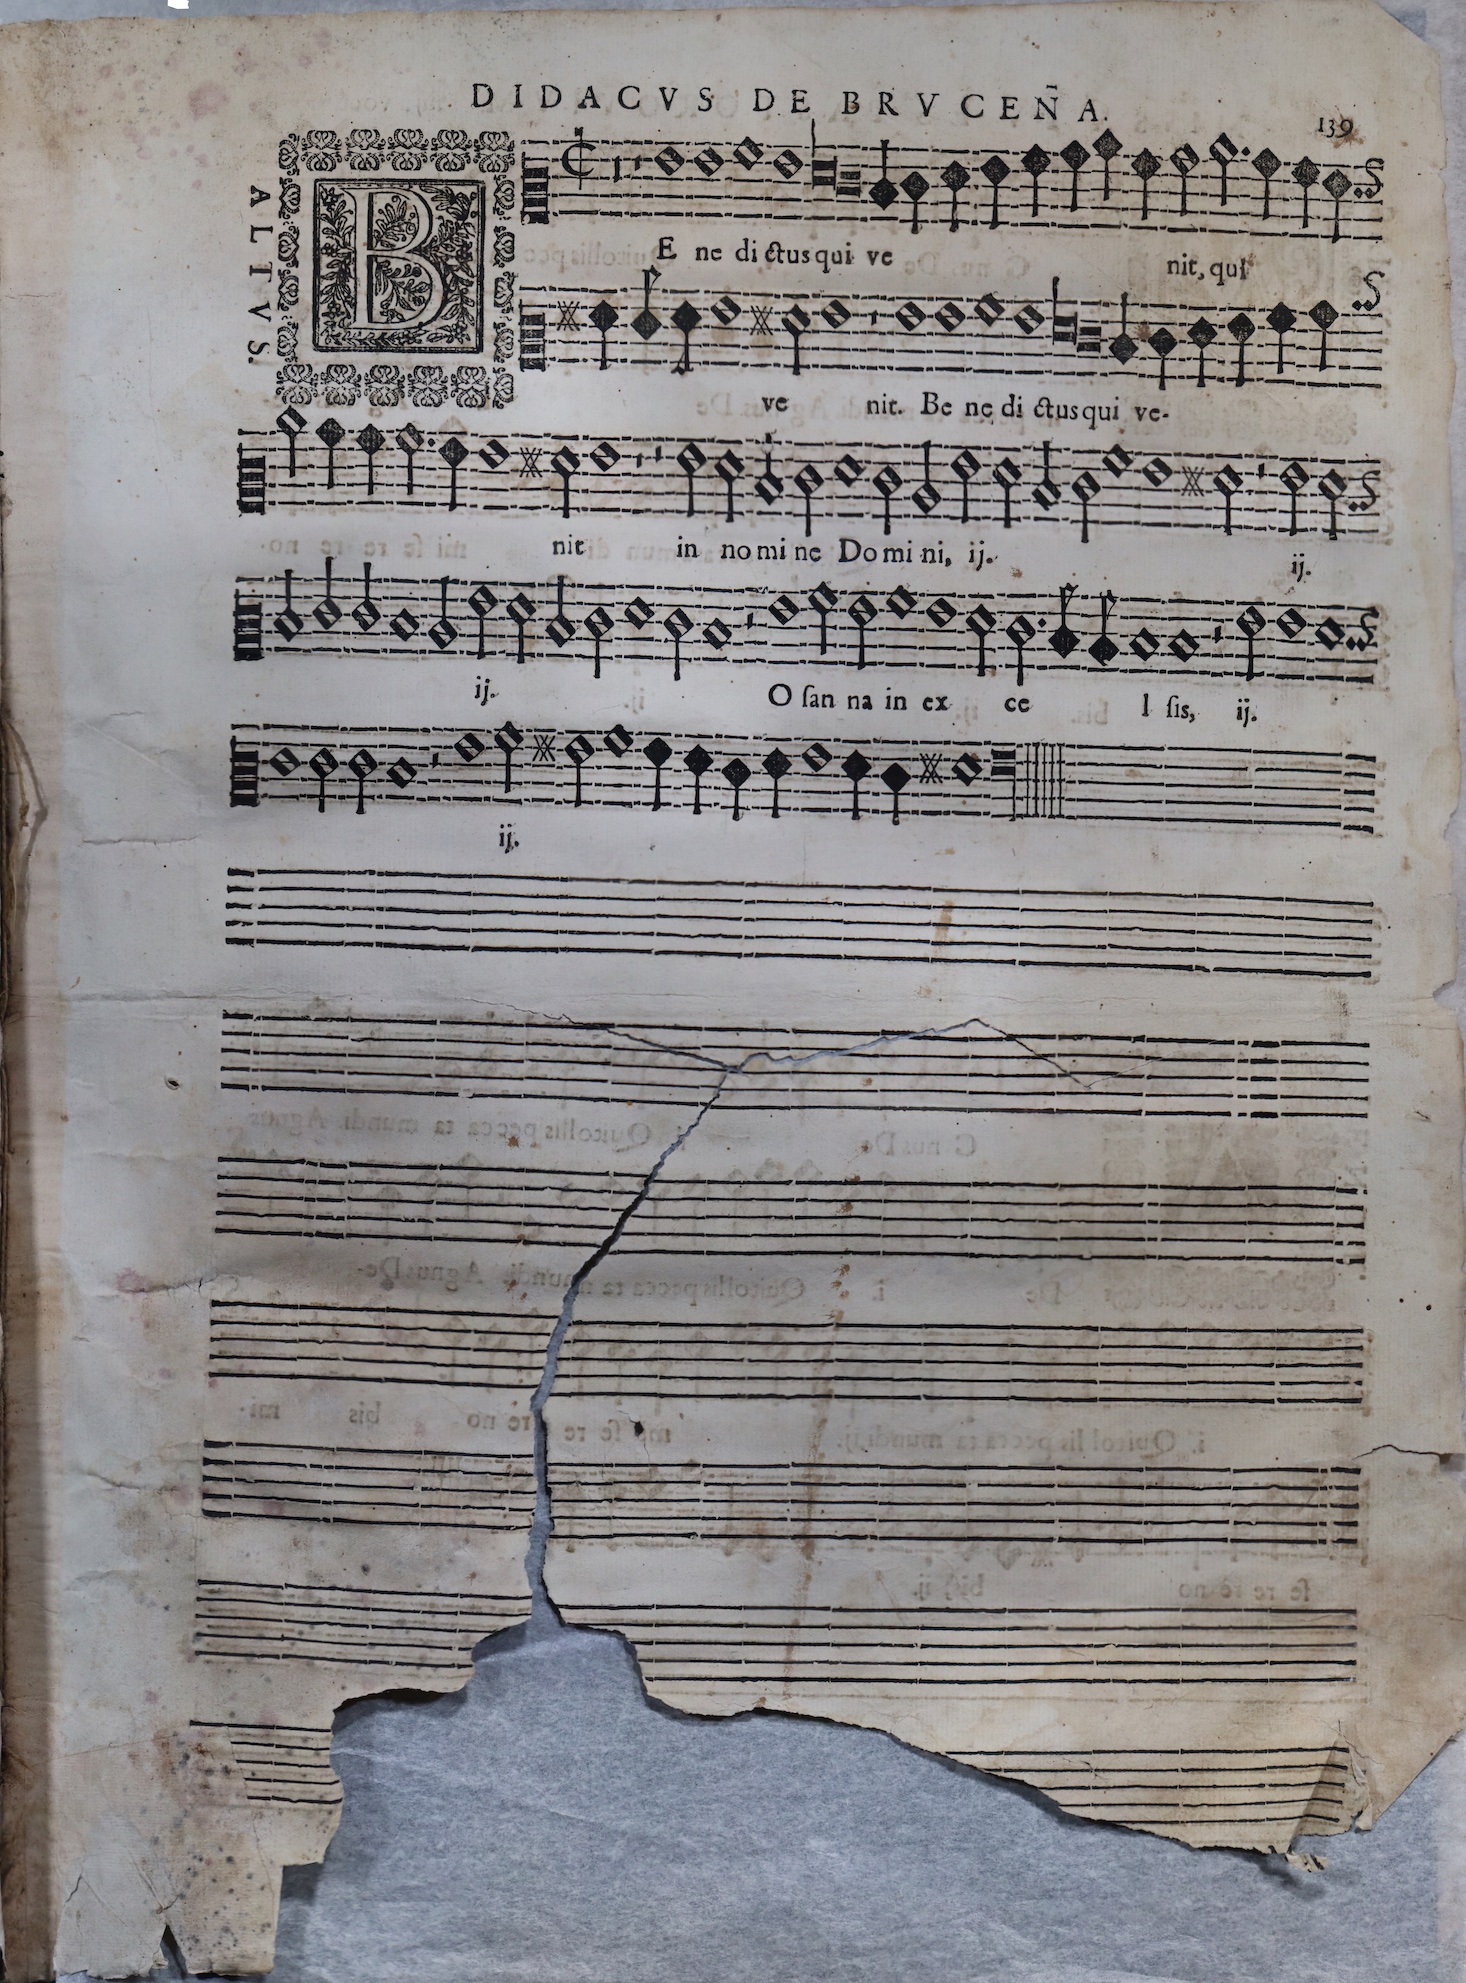 DIDACVS DE BRVCEÑA.
139
ALTVS.
B
E ne di ctus qui ve nit, qui
ve nit. Be ne di ctus qui ve-
nit in no mi ne Do mi ni, ij. ij.
ij. O ſan na in ex ce l ſis, ij.
ij.